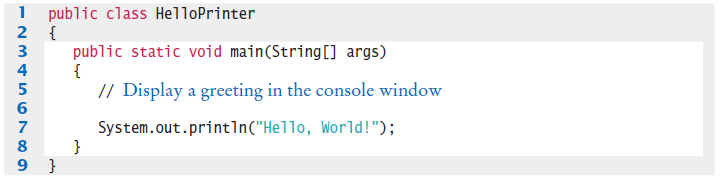 1 public class HelloPrinter
2 {
3    public static void main(String[] args)
4    {
5       // Display a greeting in the console window
6
7       System.out.println("Hello, World!");
8    }
9 }